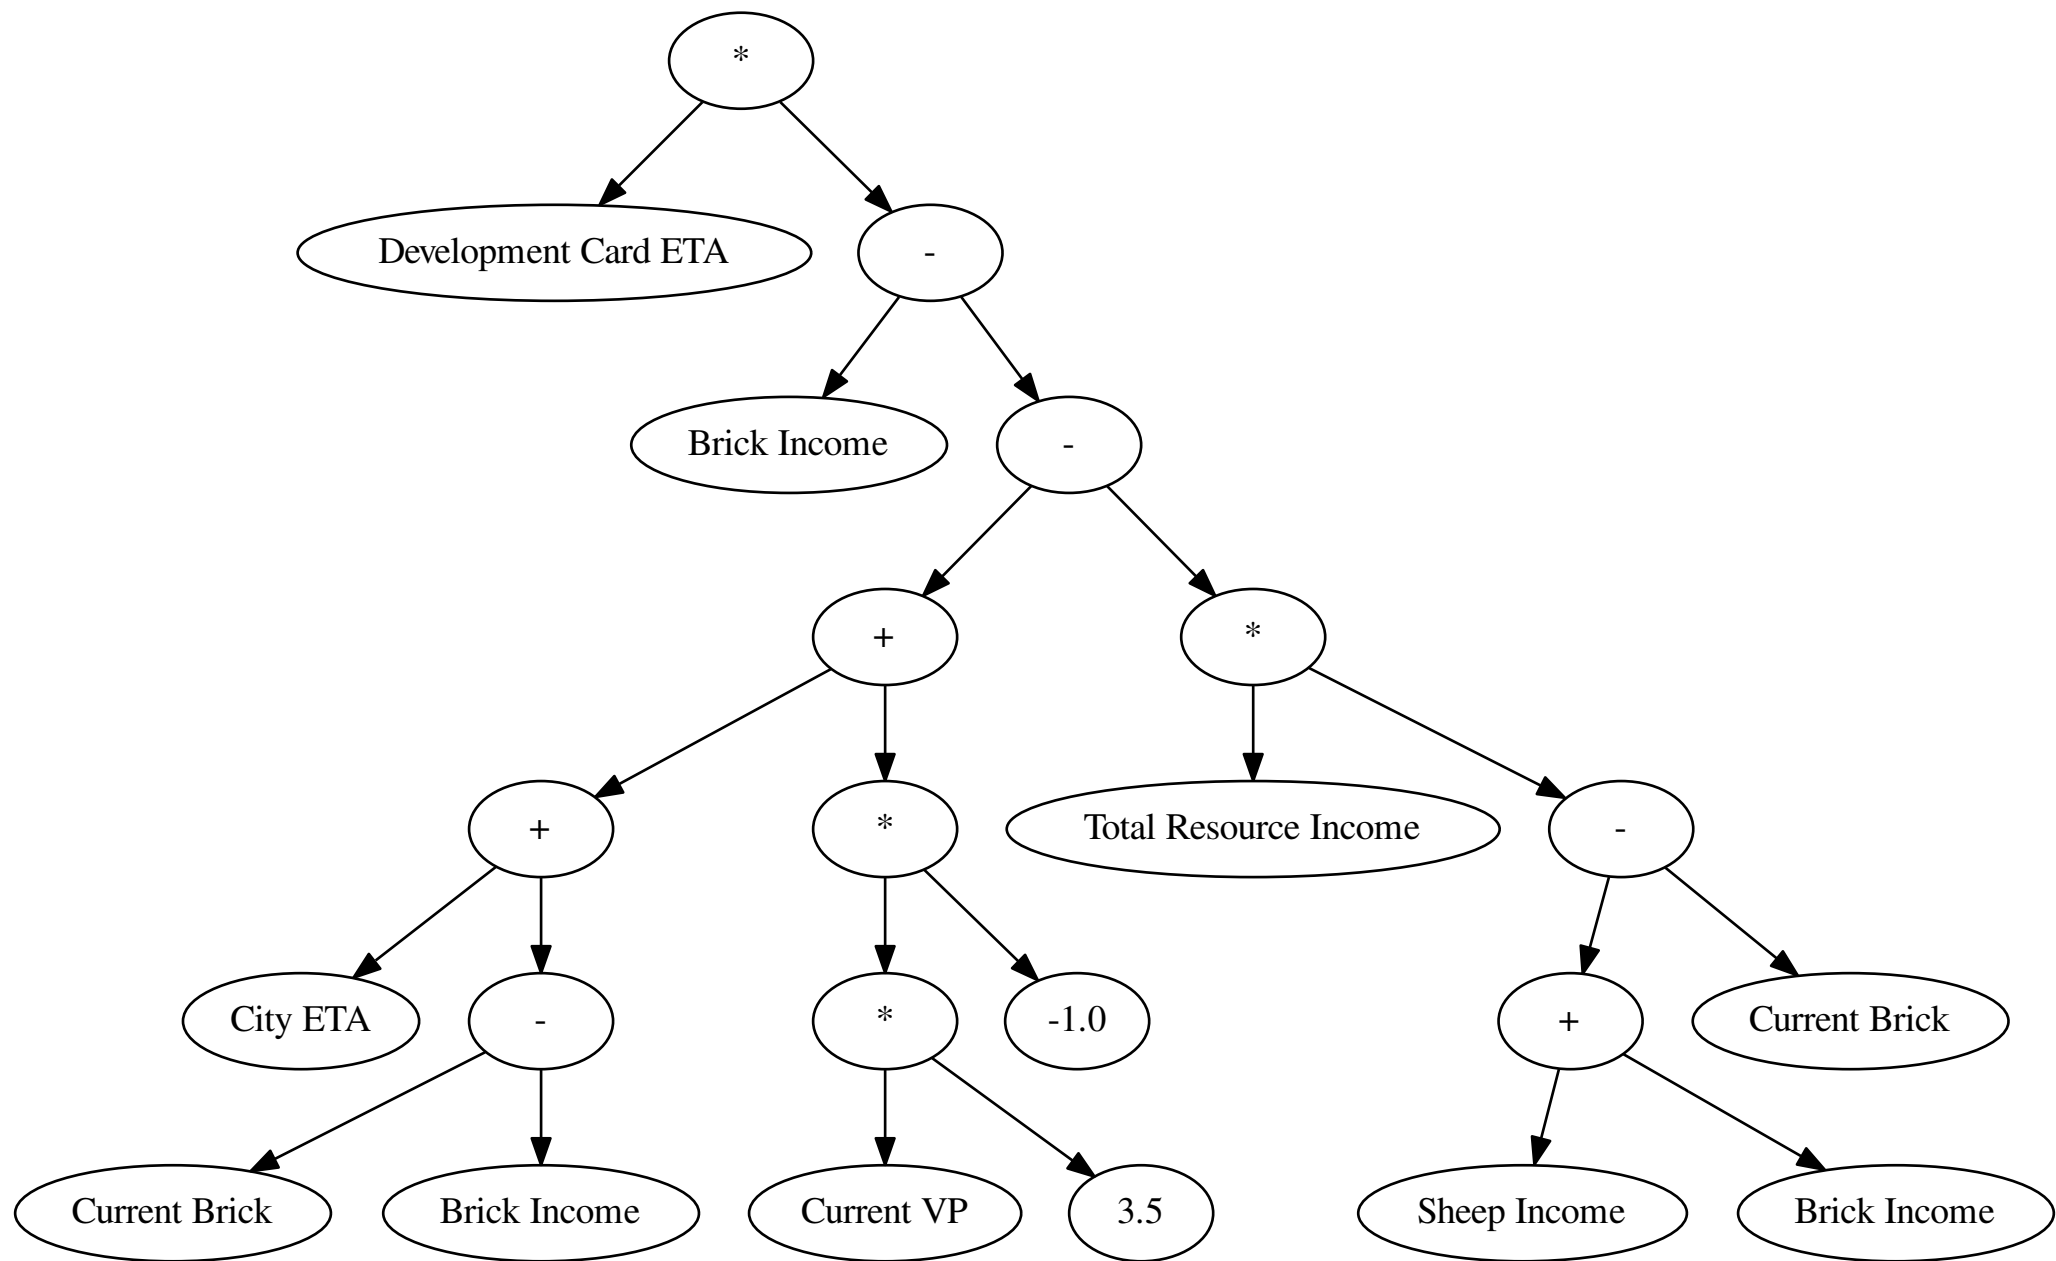 *
Development Card ETA
-
Brick Income
-
+
*
+
*
Total Resource Income
-
City ETA
-
*
-1.0
+
Current Brick
Current Brick
Brick Income
Current VP
3.5
Sheep Income
Brick Income